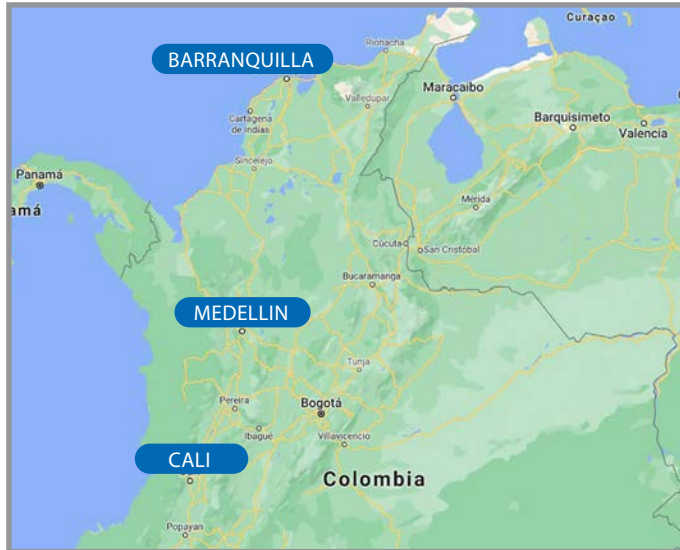 Curaçao
BARRANQUILLA
Riohacha
Maracaibo
Valledupar
Cartagena
de Indias
Barquisimeto
Valencia
Sincelejo
Panamá
amá
Mérida
Cúcuta
San Cristóbal
Bucaramanga
MEDELLIN
Tunja
Pereira
Bogotá
Ibagué
Villavicencio
CALI
Colombia
Popayán